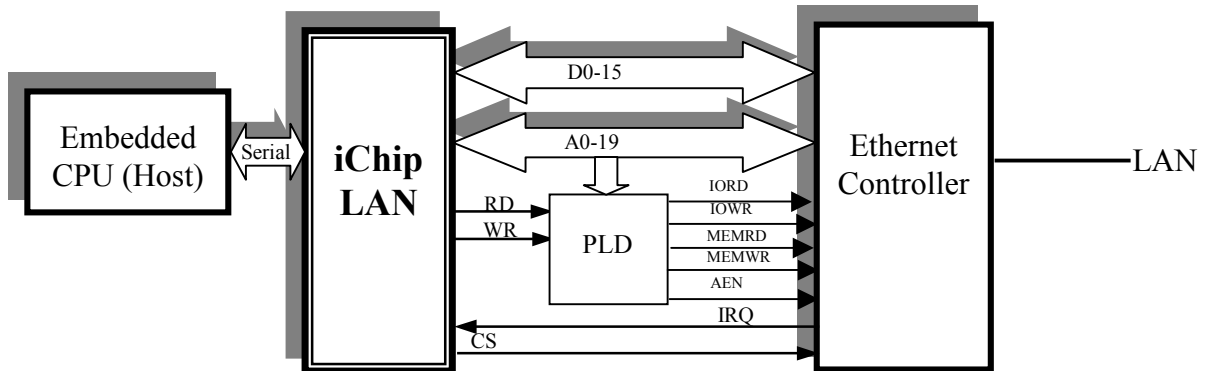 D0-15
Embedded
CPU (Host)
Serial
iChip
LAN
A0-19
Ethernet
Controller
LAN
RD
WR
PLD
IORD
IOWR
MEMRD
MEMWR
AEN
IRQ
CS